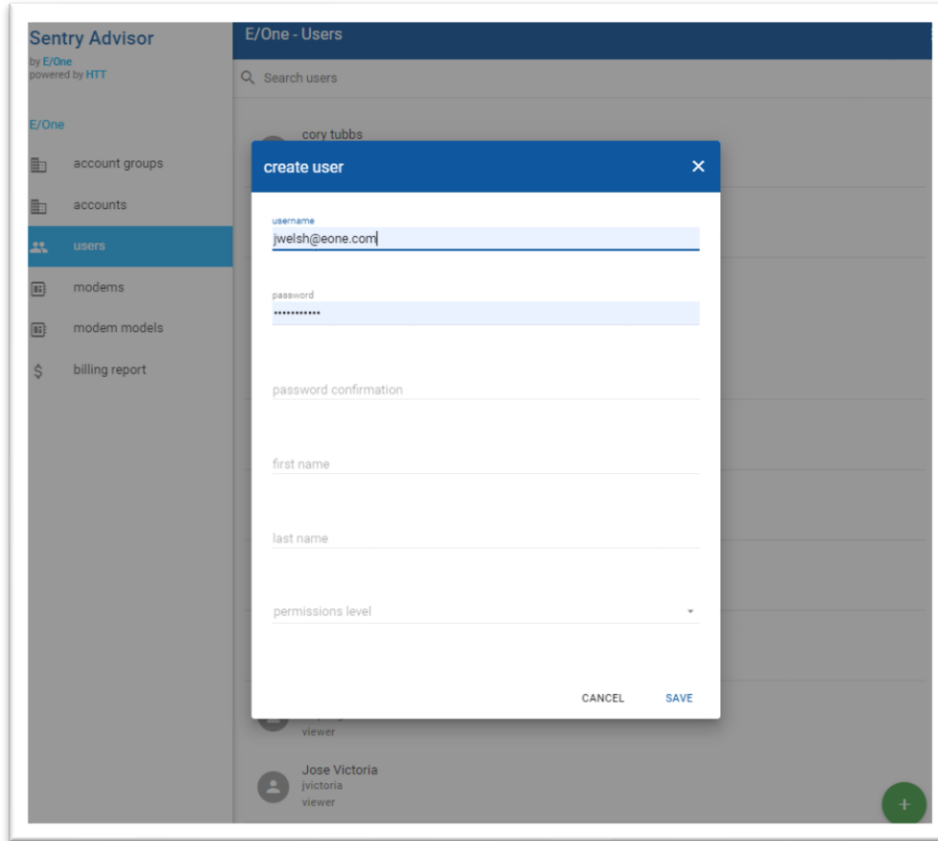 Sentry Advisor
by E/One
powered by HTT
E/One
account groups
accounts
users
modems
modem models
billing report
E/One - Users
Search users
cory tubbs
create user
username
jwelsh@eone.com
password
•••••••••••
password confirmation
first name
last name
permissions level
CANCEL
SAVE
viewer
Jose Victoria
jvictoria
viewer